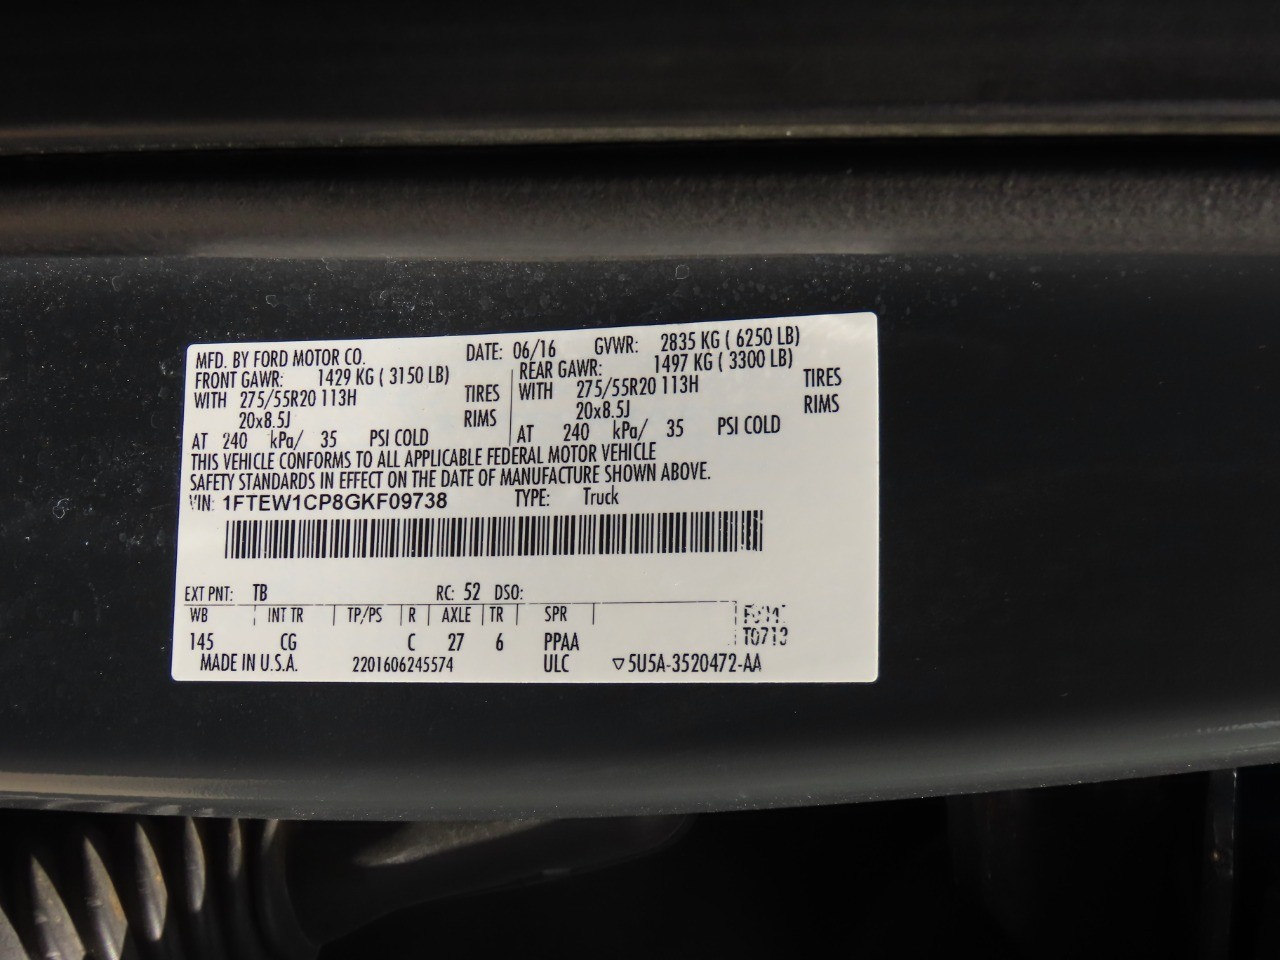 MFD. BY FORD MOTOR CO. DATE: 06/16 GVWR: 2835 KG ( 6250 LB)
FRONT GAWR: 1429 KG ( 3150 LB) REAR GAWR: 1497 KG ( 3300 LB)
WITH 275/55R20 113H TIRES WITH 275/55R20 113H TIRES
20x8.5J RIMS 20x8.5J RIMS
AT 240 kPa/ 35 PSI COLD AT 240 kPa/ 35 PSI COLD
THIS VEHICLE CONFORMS TO ALL APPLICABLE FEDERAL MOTOR VEHICLE
SAFETY STANDARDS IN EFFECT ON THE DATE OF MANUFACTURE SHOWN ABOVE.
VIN: 1FTEW1CP8GKF09738 TYPE: Truck
EXT PNT: TB RC: 52 DSO:
WB INT TR TP/PS R AXLE TR SPR
145 CG C 27 6 PPAA T0713
MADE IN U.S.A. 2201606245574 ULC ▽5U5A-3520472-AA